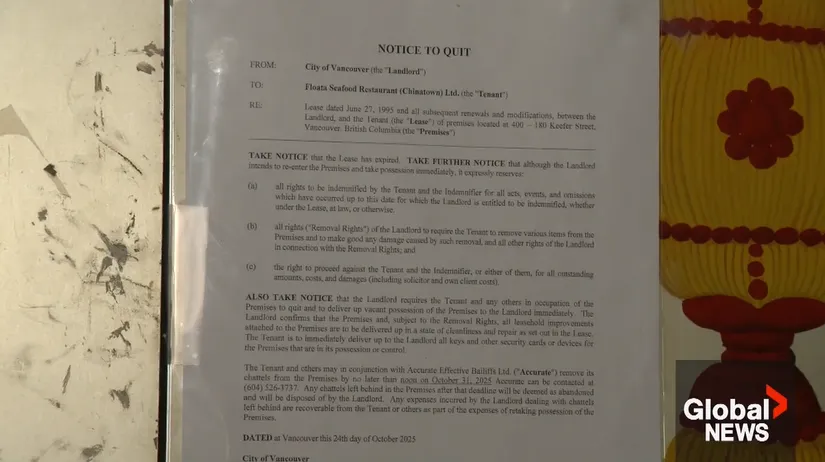 NOTICE TO QUIT
FROM: City of Vancouver (the "Landlord")
TO: Floata Seafood Restaurant (Chinatown) Ltd. (the "Tenant")
RE: Lease dated June 27, 1995 and all subsequent renewals and modifications, between the
Landlord, and the Tenant (the "Lease") of premises located at 400 – 180 Keefer Street,
Vancouver, British Columbia (the "Premises")
TAKE NOTICE that the Lease has expired. TAKE FURTHER NOTICE that although the Landlord
intends to re-enter the Premises and take possession immediately, it expressly reserves:
(a) all rights to be indemnified by the Tenant and the Indemnifier for all acts, events, and omissions
which have occurred up to this date for which the Landlord is entitled to be indemnified, whether
under the Lease, at law, or otherwise.
(b) all rights ("Removal Rights") of the Landlord to require the Tenant to remove various items from the
Premises and to make good any damage caused by such removal, and all other rights of the Landlord
in connection with the Removal Rights; and
(c) the right to proceed against the Tenant and the Indemnifier, or either of them, for all outstanding
amounts, costs, and damages (including solicitor and own client costs).
ALSO TAKE NOTICE that the Landlord requires the Tenant and any others in occupation of the
Premises to quit and to deliver up vacant possession of the Premises to the Landlord immediately. The
Landlord confirms that the Premises and, subject to the Removal Rights, all leasehold improvements
attached to the Premises are to be delivered up in a state of cleanliness and repair as set out in the Lease.
The Tenant is to immediately deliver up to the Landlord all keys and other security cards or devices for
the Premises that are in its possession or control.
The Tenant and others may in conjunction with Accurate Effective Bailiffs Ltd. ("Accurate") remove its
chattels from the Premises by no later than noon on October 31, 2025 Accurate can be contacted at
(604) 526-3737. Any chattels left behind in the Premises after that deadline will be deemed as abandoned
and will be disposed of by the Landlord. Any expenses incurred by the Landlord dealing with chattels
left behind are recoverable from the Tenant or others as part of the expenses of retaking possession of the
Premises.
DATED at Vancouver this 24th day of October 2025
City of Vancouver
Global
NEWS